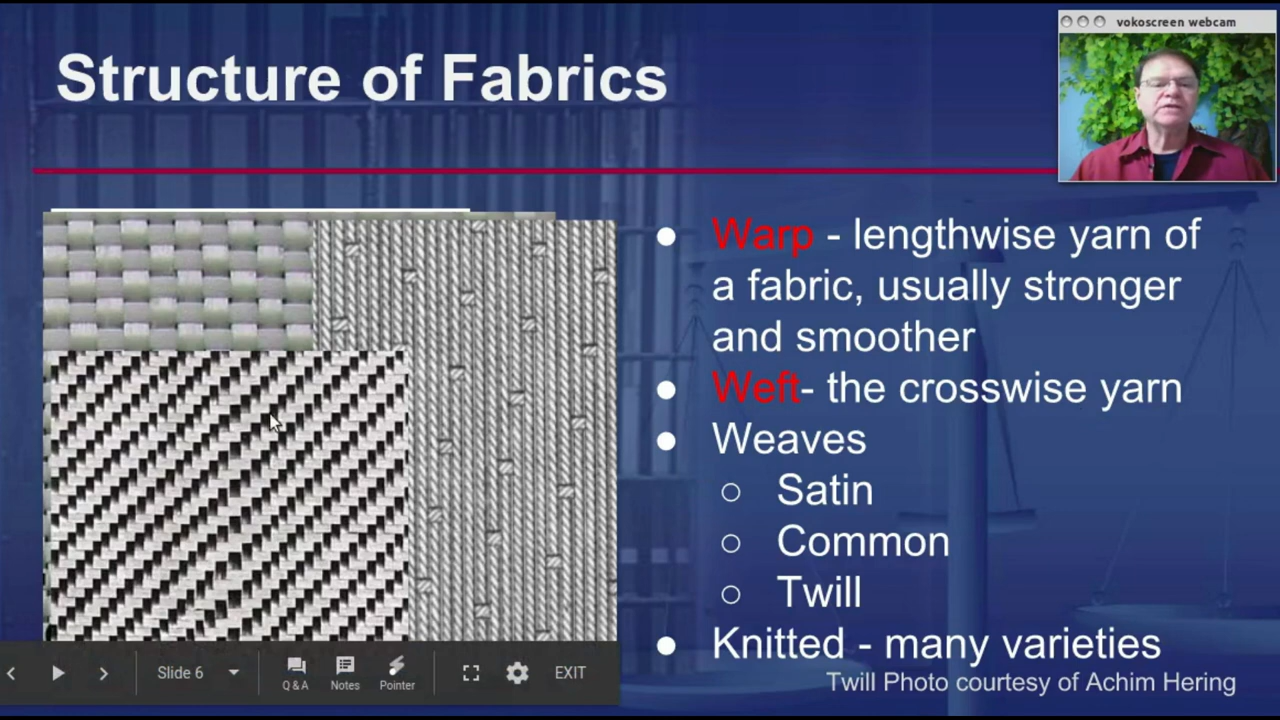 vokoscreen webcam
Structure of Fabrics
● Warp - lengthwise yarn of
a fabric, usually stronger
and smoother
● Weft- the crosswise yarn
● Weaves
○ Satin
○ Common
○ Twill
● Knitted - many varieties
Twill Photo courtesy of Achim Hering
Slide 6
Q & A
Notes
Pointer
EXIT